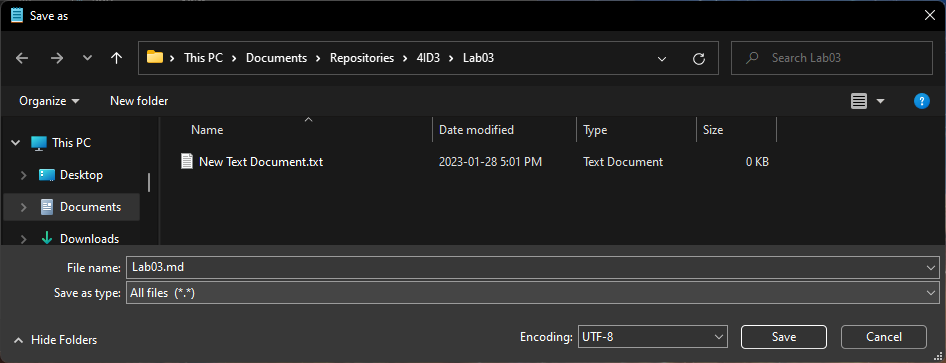 Save as
This PC > Documents > Repositories > 4ID3 > Lab03
Search Lab03
Organize
New folder
?
Name
Date modified
Type
Size
This PC
New Text Document.txt
2023-01-28 5:01 PM
Text Document
0 KB
Desktop
Documents
Downloads
File name:
Lab03.md
Save as type:
All files (*.*)
Hide Folders
Encoding:
UTF-8
Save
Cancel